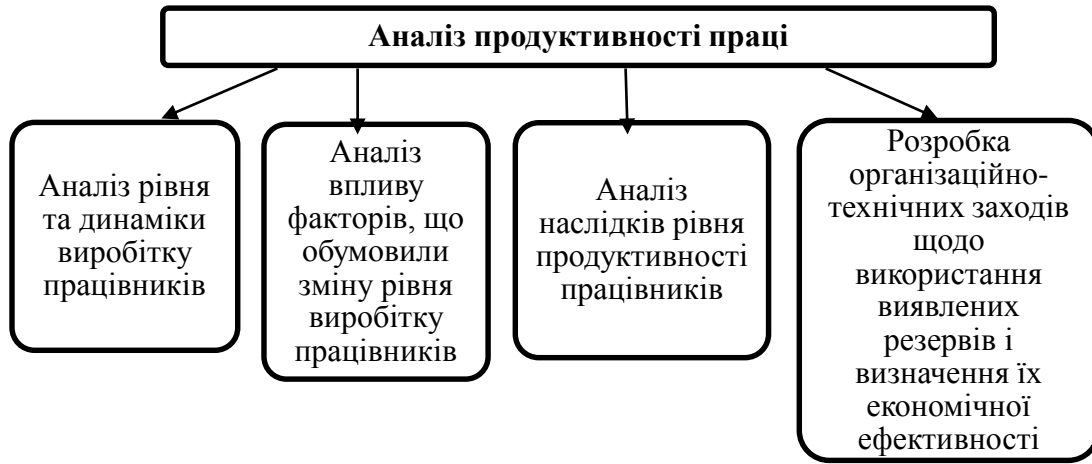 Аналіз продуктивності праці
Аналіз рівня
та динаміки
виробітку
працівників
Аналіз
впливу
факторів, що
обумовили
зміну рівня
виробітку
працівників
Аналіз
наслідків рівня
продуктивності
працівників
Розробка
організаційно-
технічних заходів
щодо
використання
виявлених
резервів і
визначення їх
економічної
ефективності